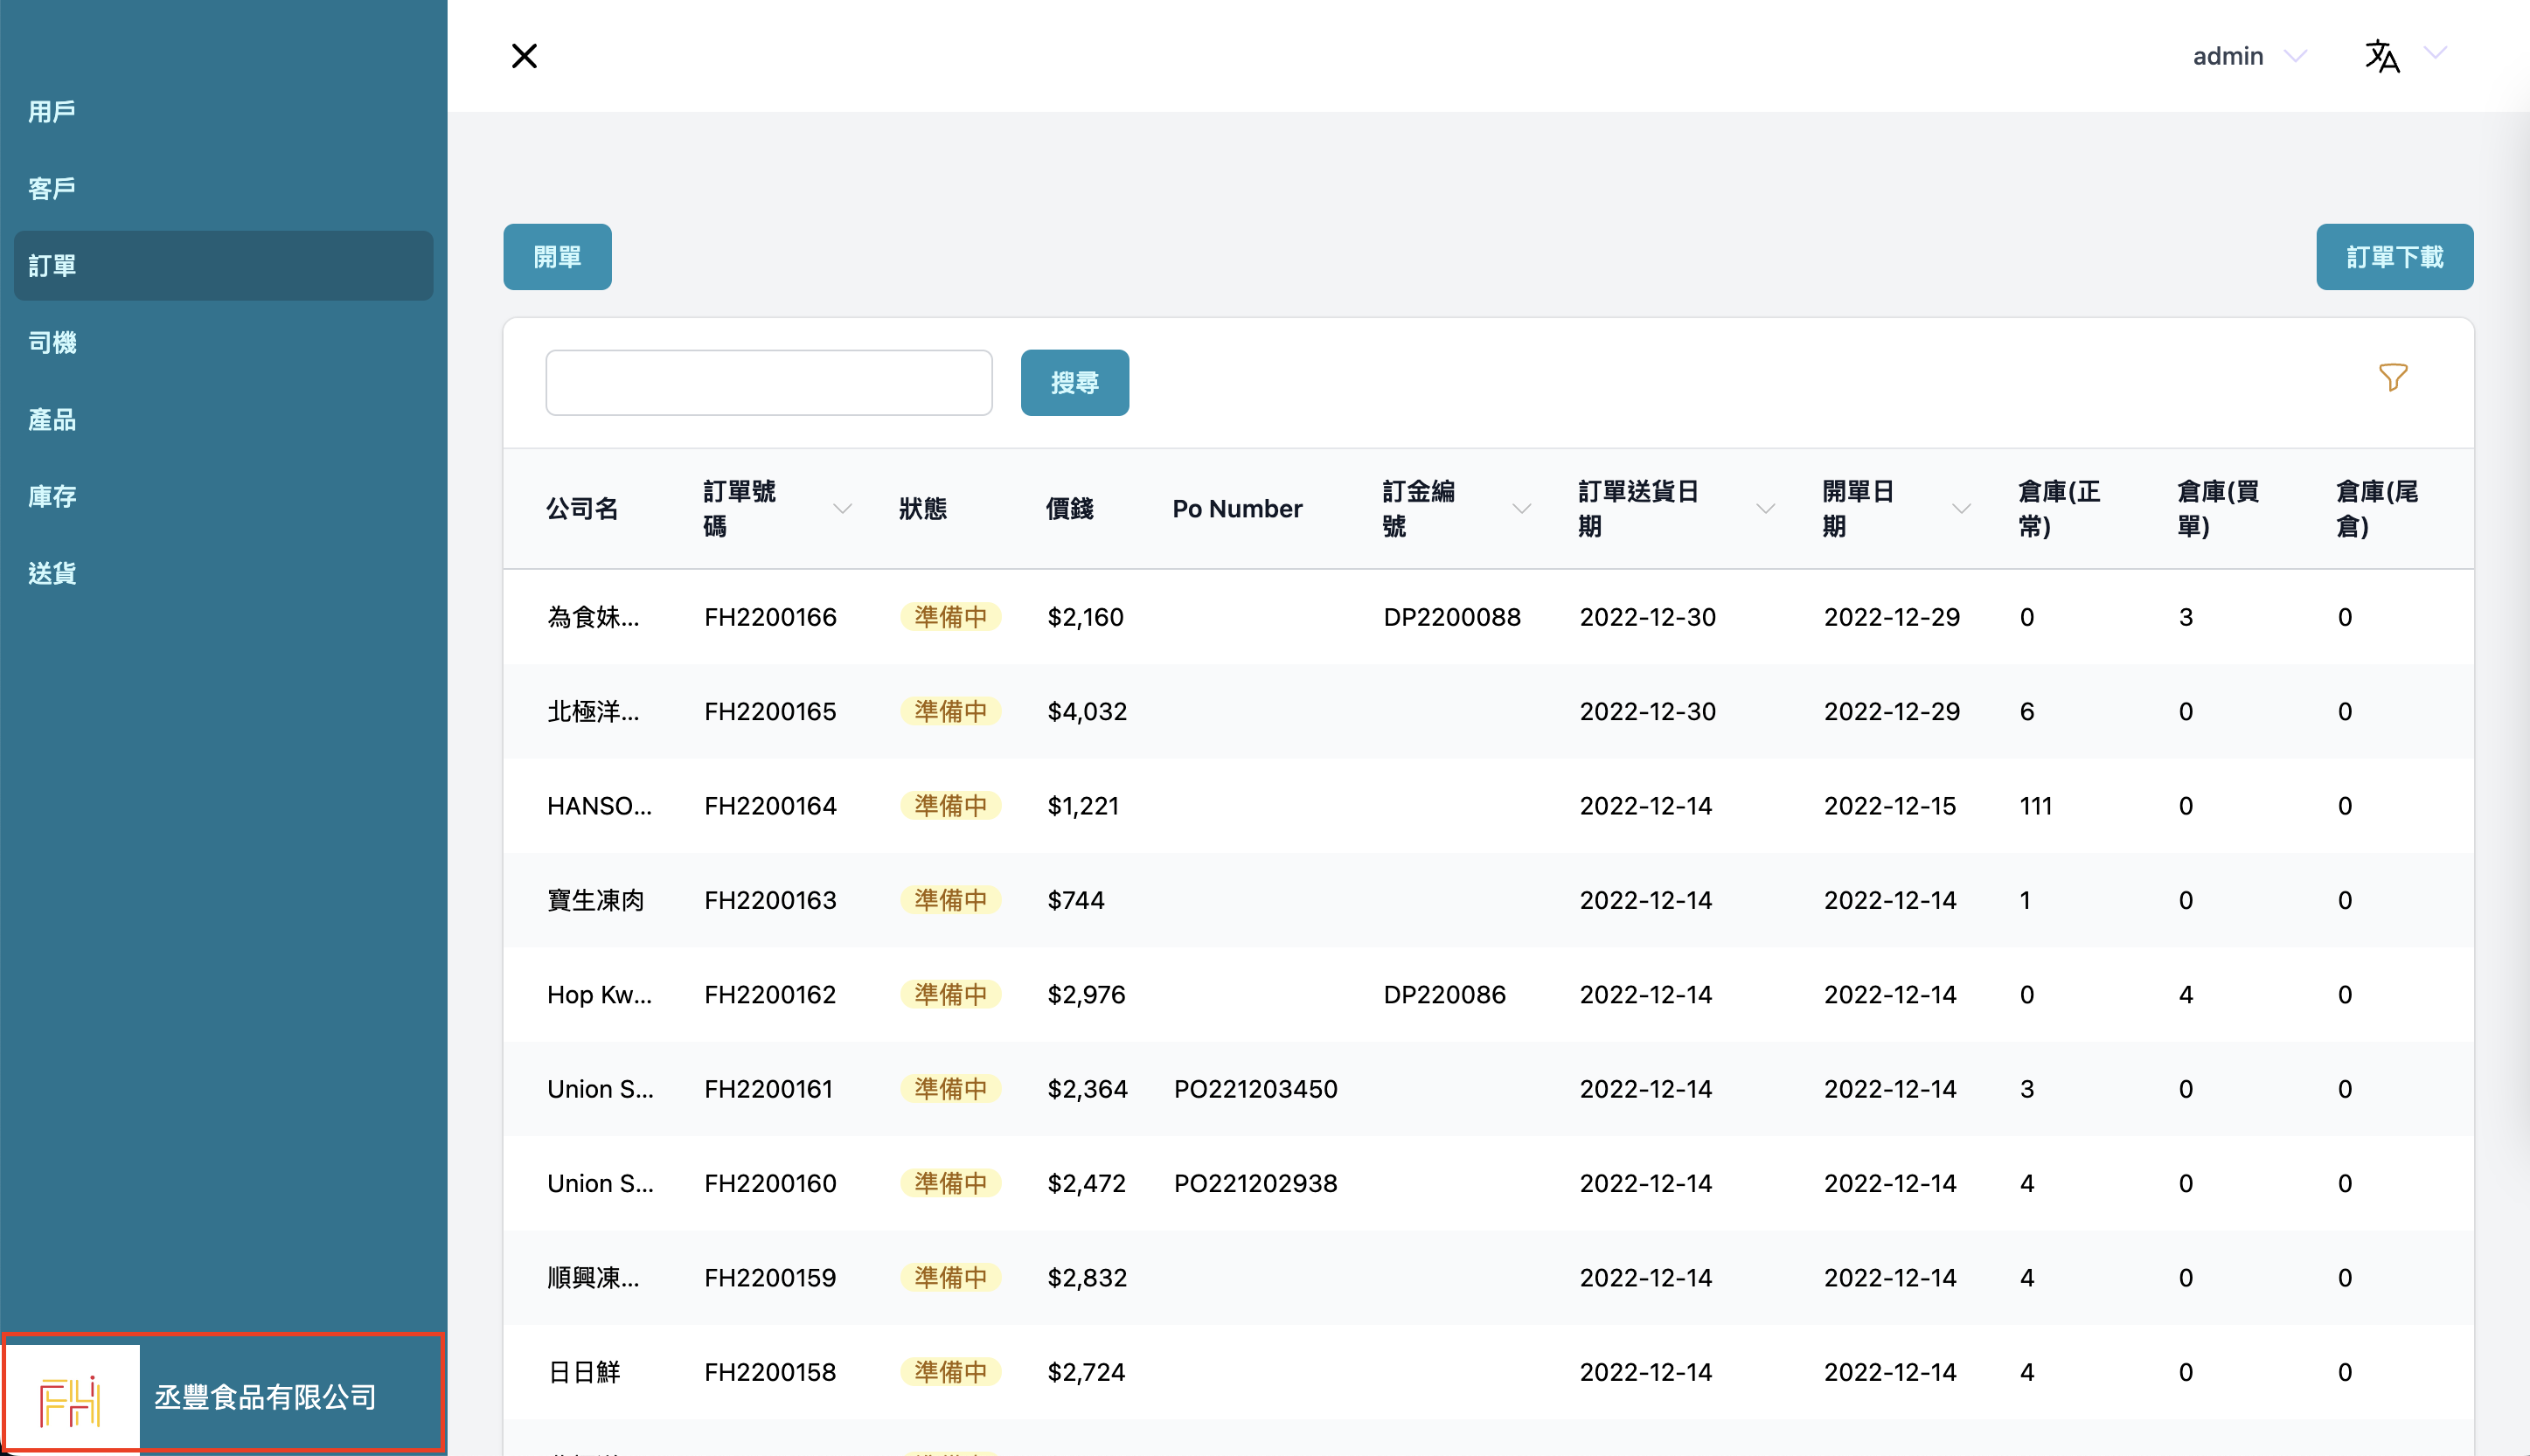 用戶
客戶
訂單
司機
產品
庫存
送貨
FHi
丞豐食品有限公司
admin
文A
開單
訂單下載
搜尋
公司名 訂單號碼 狀態 價錢 Po Number 訂金編號 訂單送貨日期 開單日期 倉庫(正常) 倉庫(買單) 倉庫(尾倉)
為食妹... FH2200166 準備中 $2,160 DP2200088 2022-12-30 2022-12-29 0 3 0
北極洋... FH2200165 準備中 $4,032 2022-12-30 2022-12-29 6 0 0
HANSO... FH2200164 準備中 $1,221 2022-12-14 2022-12-15 111 0 0
寶生凍肉 FH2200163 準備中 $744 2022-12-14 2022-12-14 1 0 0
Hop Kw... FH2200162 準備中 $2,976 DP220086 2022-12-14 2022-12-14 0 4 0
Union S... FH2200161 準備中 $2,364 PO221203450 2022-12-14 2022-12-14 3 0 0
Union S... FH2200160 準備中 $2,472 PO221202938 2022-12-14 2022-12-14 4 0 0
順興凍... FH2200159 準備中 $2,832 2022-12-14 2022-12-14 4 0 0
日日鮮 FH2200158 準備中 $2,724 2022-12-14 2022-12-14 4 0 0